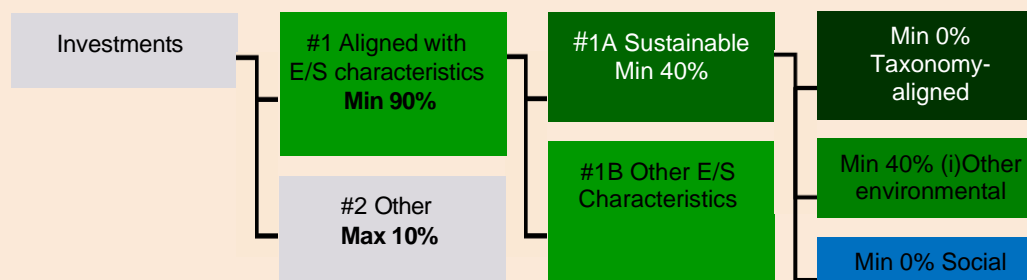 Investments
#1 Aligned with
E/S characteristics
Min 90%
#2 Other
Max 10%
#1A Sustainable
Min 40%
#1B Other E/S
Characteristics
Min 0%
Taxonomy-
aligned
Min 40% (i)Other
environmental
Min 0% Social